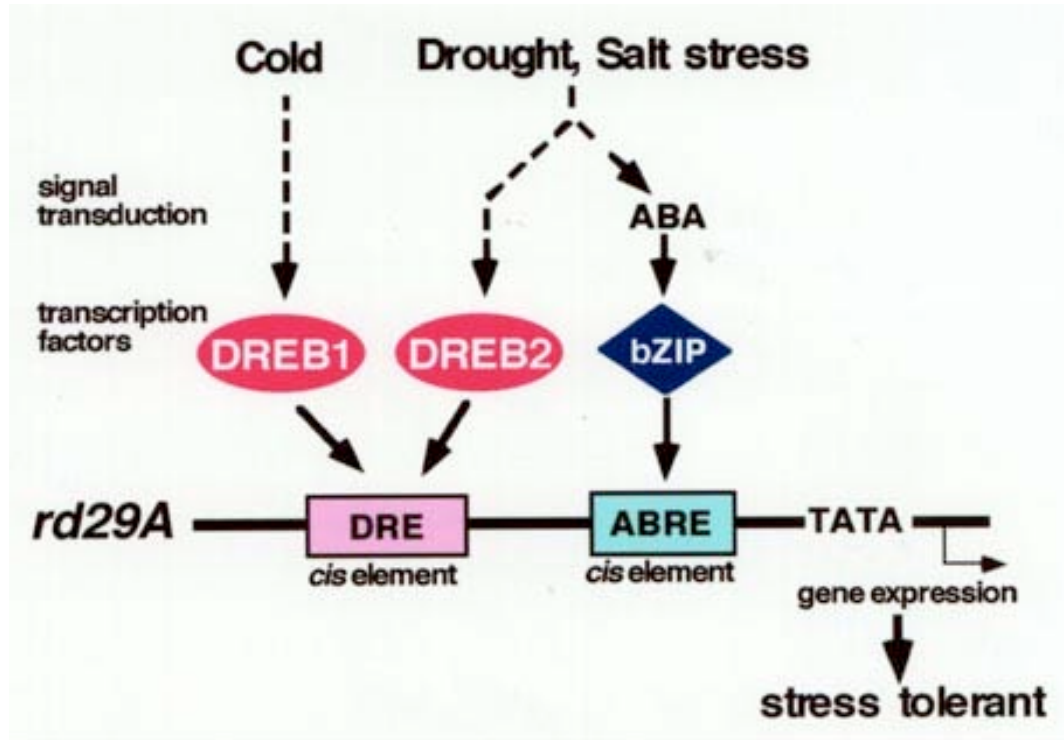 Cold
Drought, Salt stress
signal
transduction
ABA
transcription
factors
DREB1
DREB2
bZIP
rd29A
DRE
ABRE
TATA
cis element
cis element
gene expression
stress tolerant